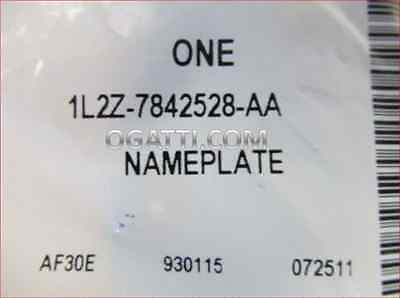 ONE
1L2Z-7842528-AA
OGATTI.COM
NAMEPLATE
AF30E 930115 072511